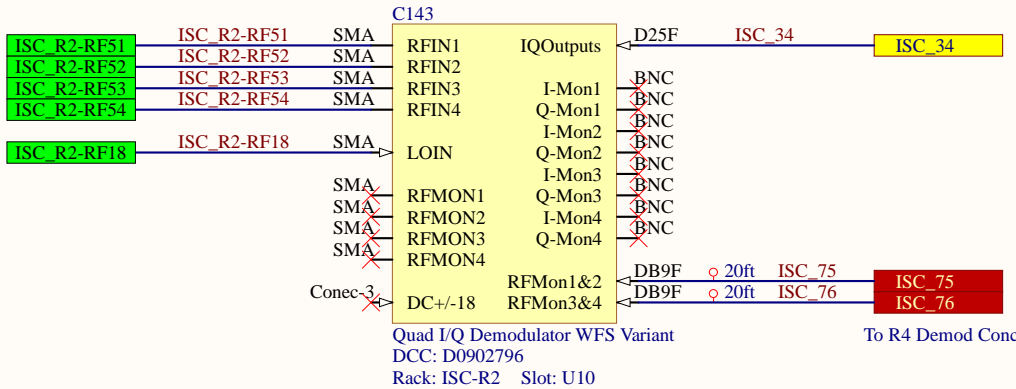 C143
ISC_R2-RF51 ISC_R2-RF51 SMA RFIN1 IQOutputs D25F ISC_34 ISC_34
ISC_R2-RF52 ISC_R2-RF52 SMA RFIN2
ISC_R2-RF53 ISC_R2-RF53 SMA RFIN3 I-Mon1 BNC
ISC_R2-RF54 ISC_R2-RF54 SMA RFIN4 Q-Mon1 BNC
I-Mon2 BNC
ISC_R2-RF18 ISC_R2-RF18 SMA LOIN Q-Mon2 BNC
I-Mon3 BNC
SMA RFMON1 Q-Mon3 BNC
SMA RFMON2 I-Mon4 BNC
SMA RFMON3 Q-Mon4 BNC
SMA RFMON4
RFMon1&2 DB9F 20ft ISC_75 ISC_75
Conec-3 DC+/-18 RFMon3&4 DB9F 20ft ISC_76 ISC_76
Quad I/Q Demodulator WFS Variant To R4 Demod Conc
DCC: D0902796
Rack: ISC-R2 Slot: U10